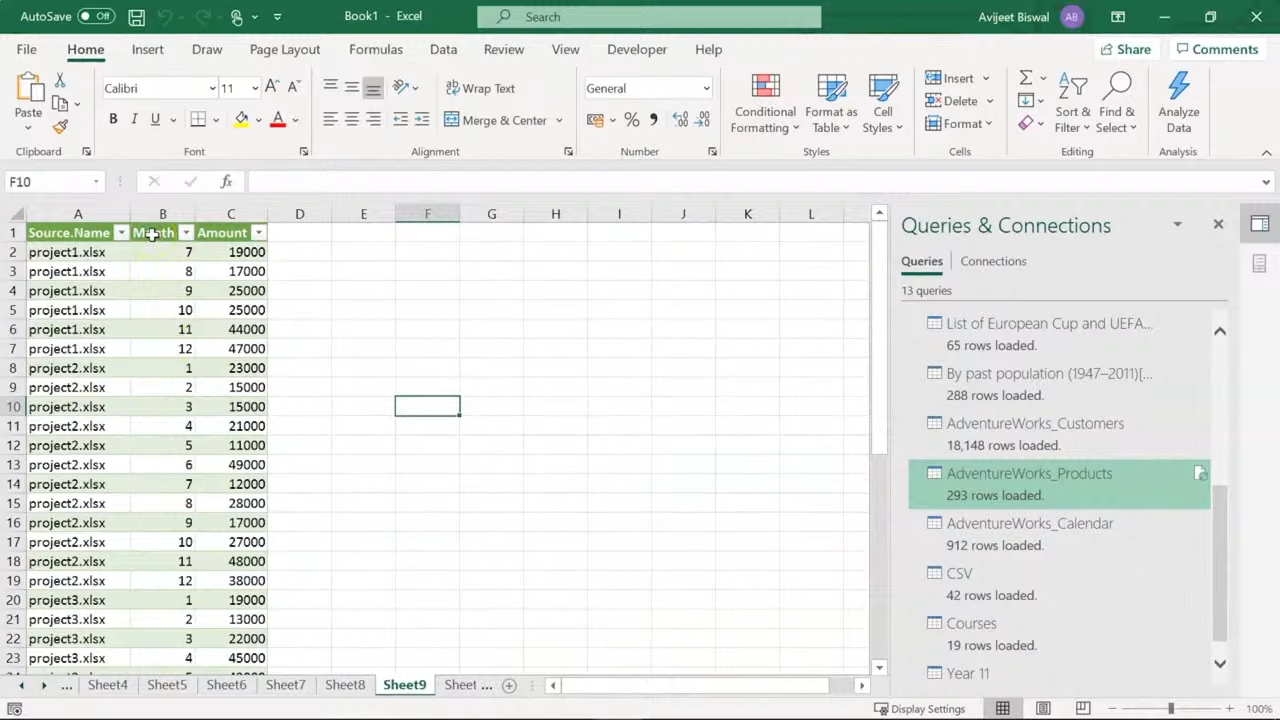 AutoSave Off Book1 - Excel Search Avijeet Biswal AB
File Home Insert Draw Page Layout Formulas Data Review View Developer Help Share Comments
Paste
Clipboard
Calibri 11
B I U
Font
Wrap Text
Merge & Center
Alignment
General
Number
Conditional Formatting
Format as Table
Cell Styles
Styles
Insert
Delete
Format
Cells
Sort & Filter
Find & Select
Editing
Analyze Data
Analysis
F10 fx
A B C D E F G H I J K L
1 Source.Name Month Amount
2 project1.xlsx 7 19000
3 project1.xlsx 8 17000
4 project1.xlsx 9 25000
5 project1.xlsx 10 25000
6 project1.xlsx 11 44000
7 project1.xlsx 12 47000
8 project2.xlsx 1 23000
9 project2.xlsx 2 15000
10 project2.xlsx 3 15000
11 project2.xlsx 4 21000
12 project2.xlsx 5 11000
13 project2.xlsx 6 49000
14 project2.xlsx 7 12000
15 project2.xlsx 8 28000
16 project2.xlsx 9 17000
17 project2.xlsx 10 27000
18 project2.xlsx 11 48000
19 project2.xlsx 12 38000
20 project3.xlsx 1 19000
21 project3.xlsx 2 13000
22 project3.xlsx 3 22000
23 project3.xlsx 4 45000
Queries & Connections
Queries Connections
13 queries
List of European Cup and UEFA...
65 rows loaded.
By past population (1947–2011)[...
288 rows loaded.
AdventureWorks_Customers
18,148 rows loaded.
AdventureWorks_Products
293 rows loaded.
AdventureWorks_Calendar
912 rows loaded.
CSV
42 rows loaded.
Courses
19 rows loaded.
Year 11
... Sheet4 Sheet5 Sheet6 Sheet7 Sheet8 Sheet9 Sheet ...
Display Settings 100%